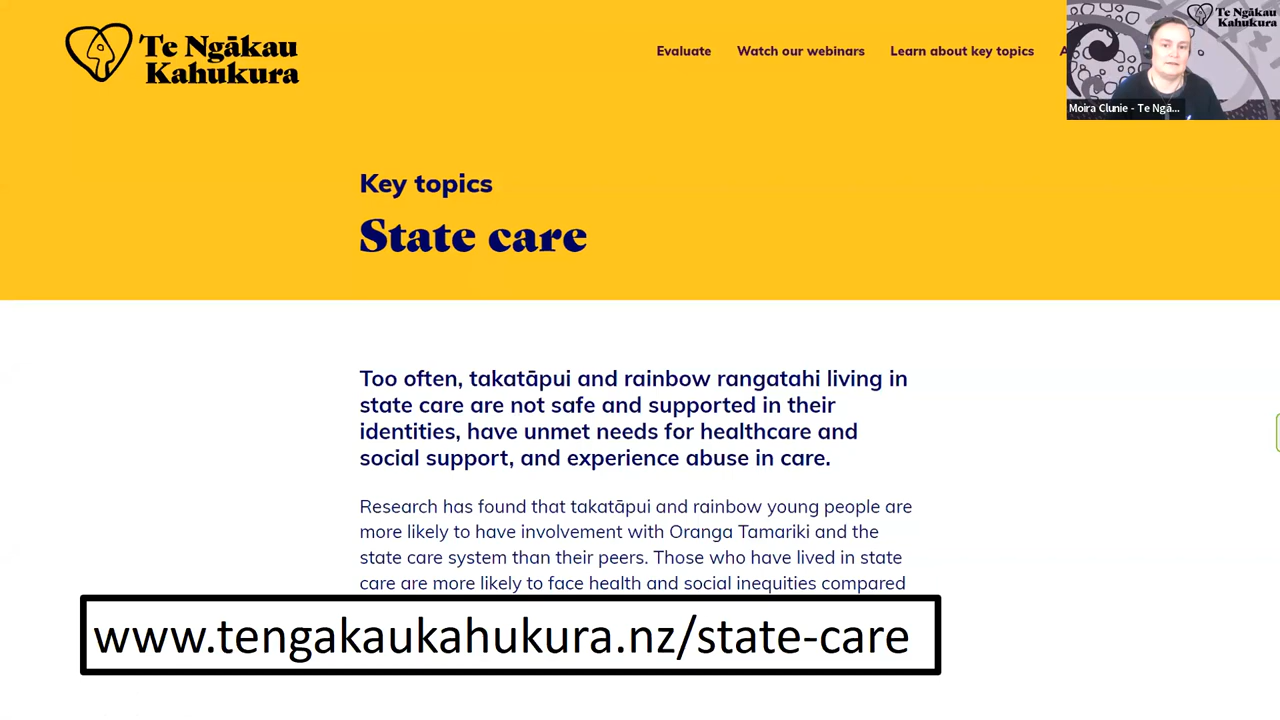 Te Ngākau
Kahukura
Evaluate
Watch our webinars
Learn about key topics
Te Ngākau
Kahukura
Moira Clunie - Te Ngā...
Key topics
State care
Too often, takatāpui and rainbow rangatahi living in
state care are not safe and supported in their
identities, have unmet needs for healthcare and
social support, and experience abuse in care.
Research has found that takatāpui and rainbow young people are
more likely to have involvement with Oranga Tamariki and the
state care system than their peers. Those who have lived in state
care are more likely to face health and social inequities compared
www.tengakaukahukura.nz/state-care